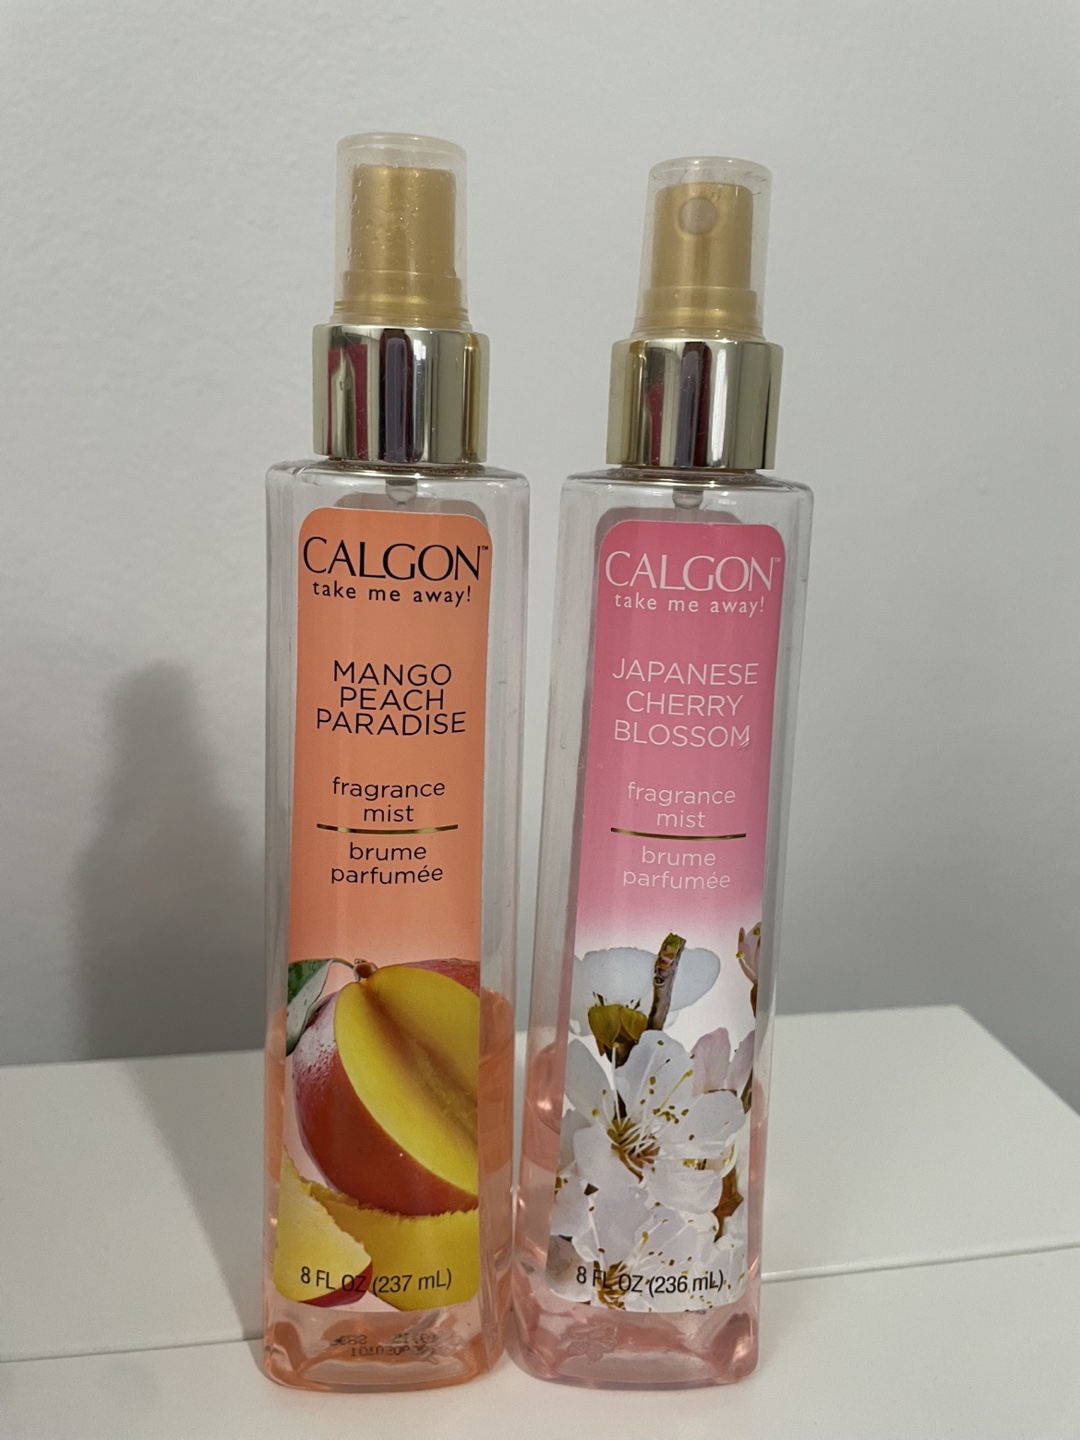 CALGON™
take me away!
MANGO
PEACH
PARADISE
fragrance
mist
brume
parfumée
8 FL OZ (237 mL)
CALGON™
take me away!
JAPANESE
CHERRY
BLOSSOM
fragrance
mist
brume
parfumée
8 FL OZ (236 mL)